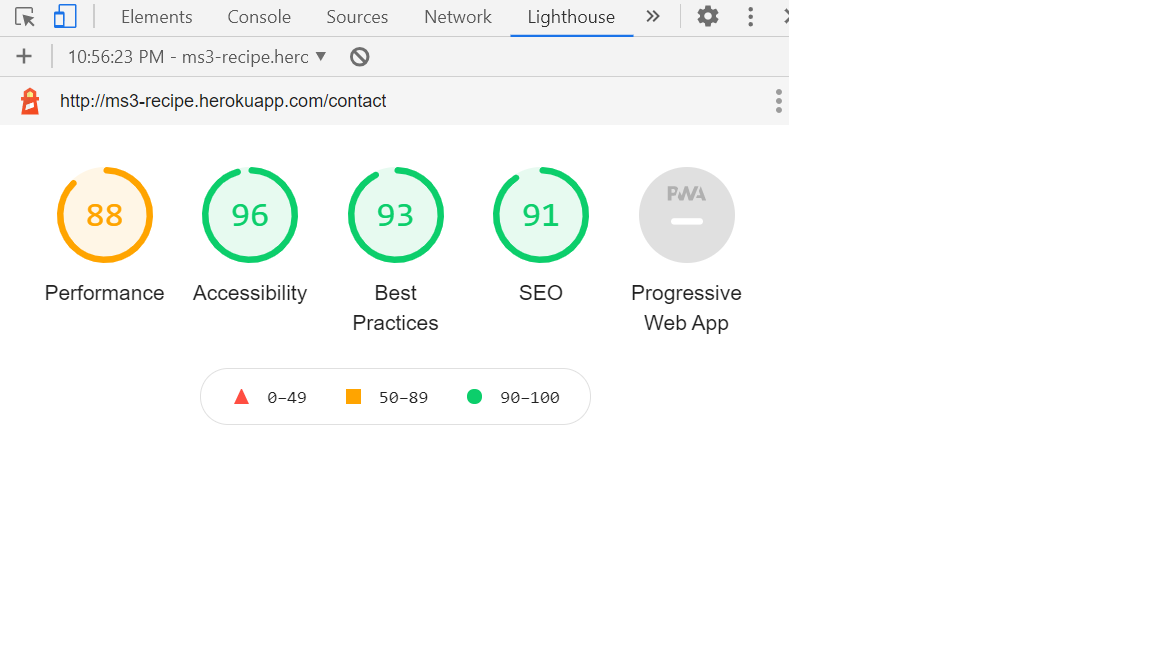 Elements Console Sources Network Lighthouse
10:56:23 PM - ms3-recipe.herc
http://ms3-recipe.herokuapp.com/contact
88 96 93 91 PWA
Performance Accessibility Best Practices SEO Progressive Web App
0–49 50–89 90–100